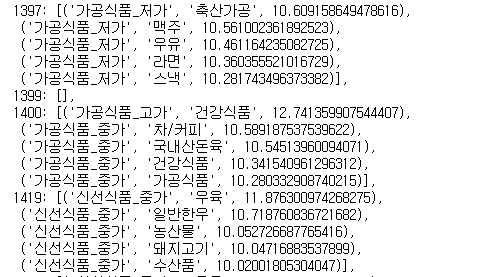 1397: [('가공식품_저가', '축산가공', 10.609158649478616),
('가공식품_저가', '맥주', 10.561002361892523),
('가공식품_저가', '우유', 10.461164235082725),
('가공식품_저가', '라면', 10.360355521016729),
('가공식품_저가', '스낵', 10.281743496373382)],
1399: [],
1400: [('가공식품_고가', '건강식품', 12.741359907544407),
('가공식품_중가', '차/커피', 10.589187537539622),
('가공식품_중가', '국내산돈육', 10.54513960094071),
('가공식품_중가', '건강식품', 10.341540961296312),
('가공식품_중가', '가공식품', 10.280332908740215)],
1419: [('신선식품_중가', '우육', 11.876300974268275),
('신선식품_중가', '일반한우', 10.718760836721682),
('신선식품_중가', '농산물', 10.052726687765416),
('신선식품_중가', '돼지고기', 10.04716883537899),
('신선식품_중가', '수산품', 10.02001805304047)],